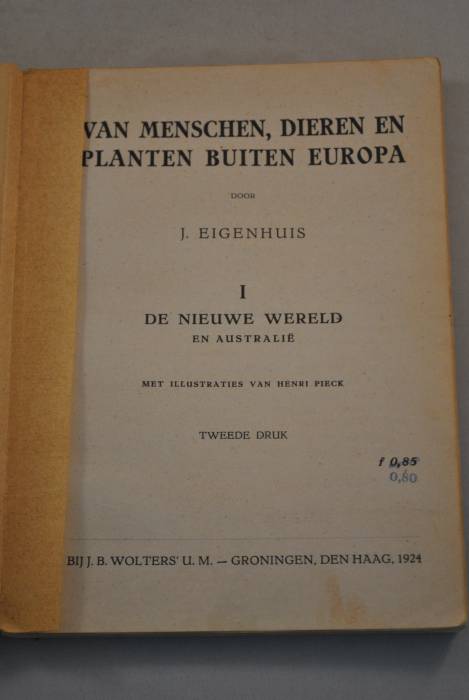 VAN MENSCHEN, DIEREN EN
PLANTEN BUITEN EUROPA
DOOR
J. EIGENHUIS
I
DE NIEUWE WERELD
EN AUSTRALIË
MET ILLUSTRATIES VAN HENRI PIECK
TWEEDE DRUK
f 0,85
0,80
BIJ J. B. WOLTERS' U. M. — GRONINGEN, DEN HAAG, 1924